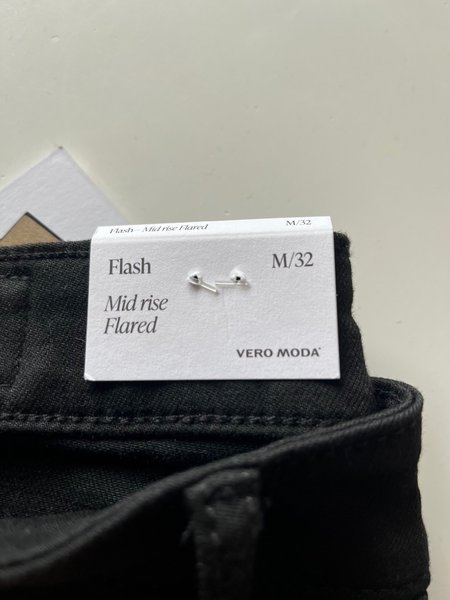 Flash – Mid rise Flared M/32
Flash M/32
Mid rise
Flared
VERO MODA